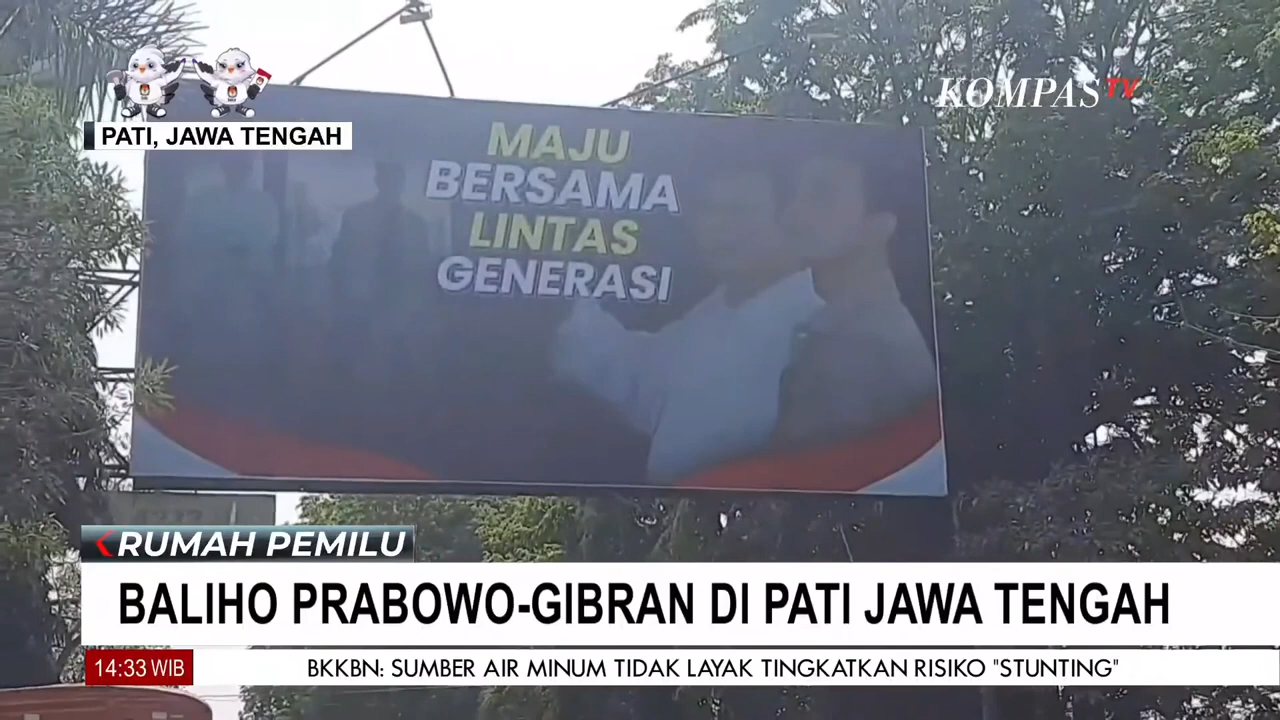 KOMPAS TV
PATI, JAWA TENGAH
MAJU
BERSAMA
LINTAS
GENERASI
RUMAH PEMILU
BALIHO PRABOWO-GIBRAN DI PATI JAWA TENGAH
14:33 WIB
BKKBN: SUMBER AIR MINUM TIDAK LAYAK TINGKATKAN RISIKO "STUNTING"